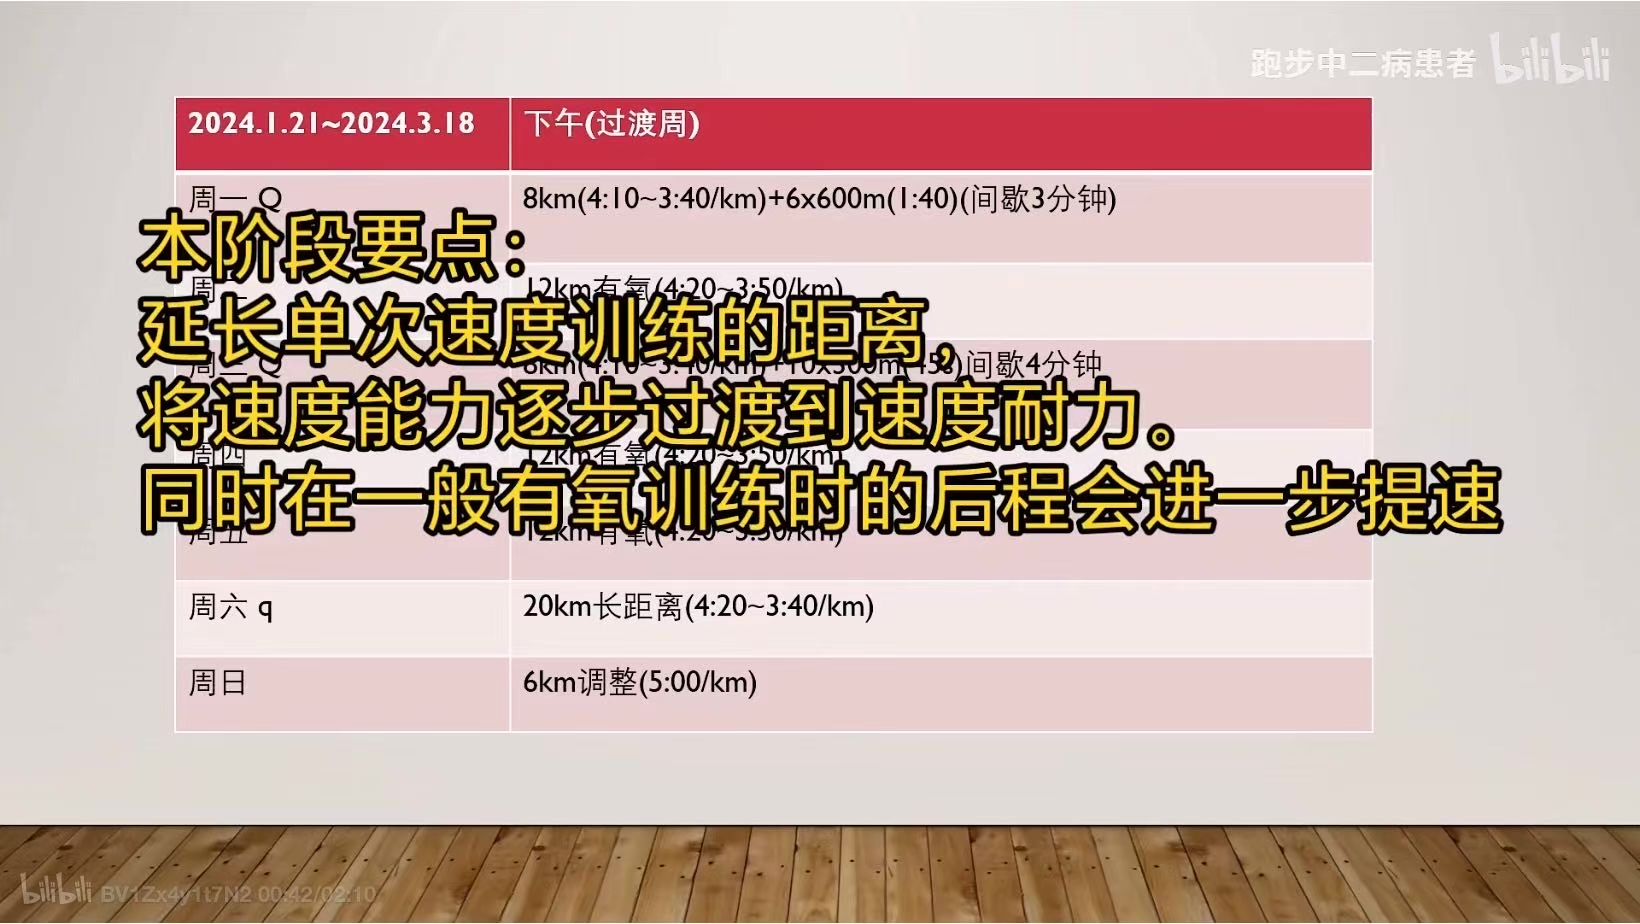 跑步中二病患者 bilibili
2024.1.21~2024.3.18 下午(过渡周)
周一 Q 8km(4:10~3:40/km)+6x600m(1:40)(间歇3分钟)
本阶段要点：
12km有氧(4:20~3:50/km)
延长单次速度训练的距离，
周三 Q 8km(4:10~3:40/km)+10x300m(45s)间歇4分钟
将速度能力逐步过渡到速度耐力。
周四 12km有氧(4:20~3:50/km)
同时在一般有氧训练时的后程会进一步提速
周五 12km有氧(4:20~3:50/km)
周六 q 20km长距离(4:20~3:40/km)
周日 6km调整(5:00/km)
bilibili BV1Zx4y1t7N2 00:42/02:10